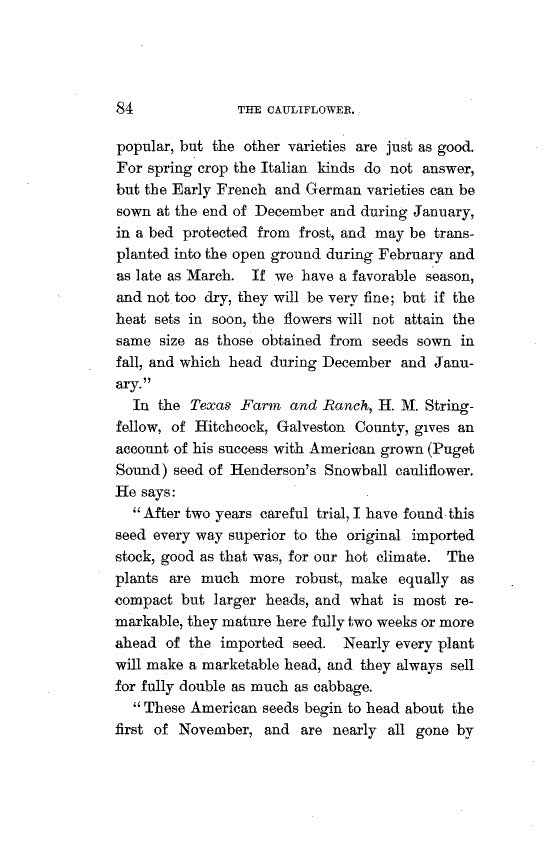 84 THE CAULIFLOWER.
popular, but the other varieties are just as good.
For spring crop the Italian kinds do not answer,
but the Early French and German varieties can be
sown at the end of December and during January,
in a bed protected from frost, and may be trans-
planted into the open ground during February and
as late as March. If we have a favorable season,
and not too dry, they will be very fine; but if the
heat sets in soon, the flowers will not attain the
same size as those obtained from seeds sown in
fall, and which head during December and Janu-
ary.”
In the Texas Farm and Ranch, H. M. String-
fellow, of Hitchcock, Galveston County, gives an
account of his success with American grown (Puget
Sound) seed of Henderson’s Snowball cauliflower.
He says:
“After two years careful trial, I have found this
seed every way superior to the original imported
stock, good as that was, for our hot climate. The
plants are much more robust, make equally as
compact but larger heads, and what is most re-
markable, they mature here fully two weeks or more
ahead of the imported seed. Nearly every plant
will make a marketable head, and they always sell
for fully double as much as cabbage.
“These American seeds begin to head about the
first of November, and are nearly all gone by